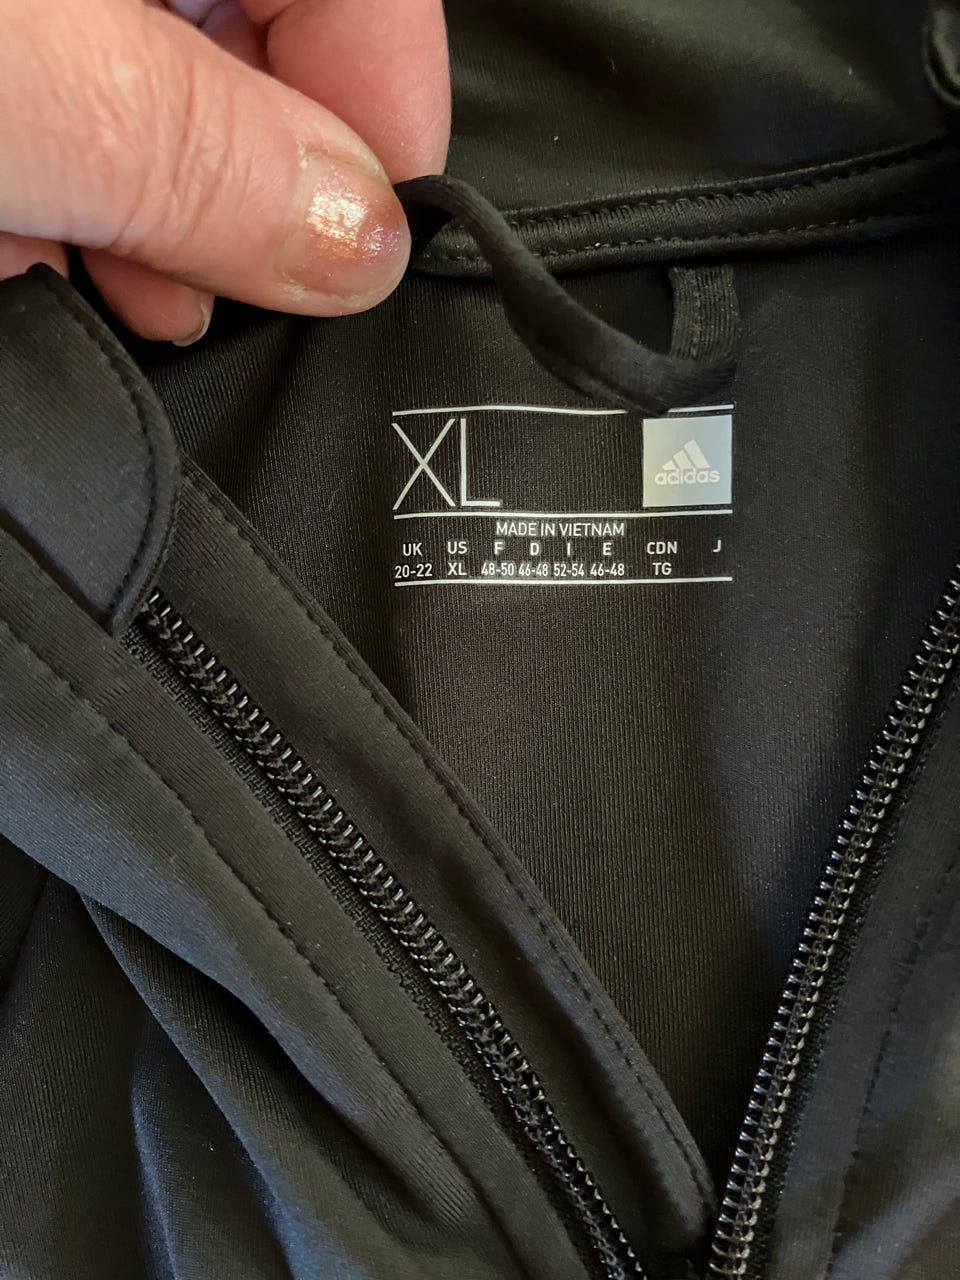 XL
adidas
MADE IN VIETNAM
UK US F D I E CDN J
20-22 XL 48-50 46-48 52-54 46-48 TG